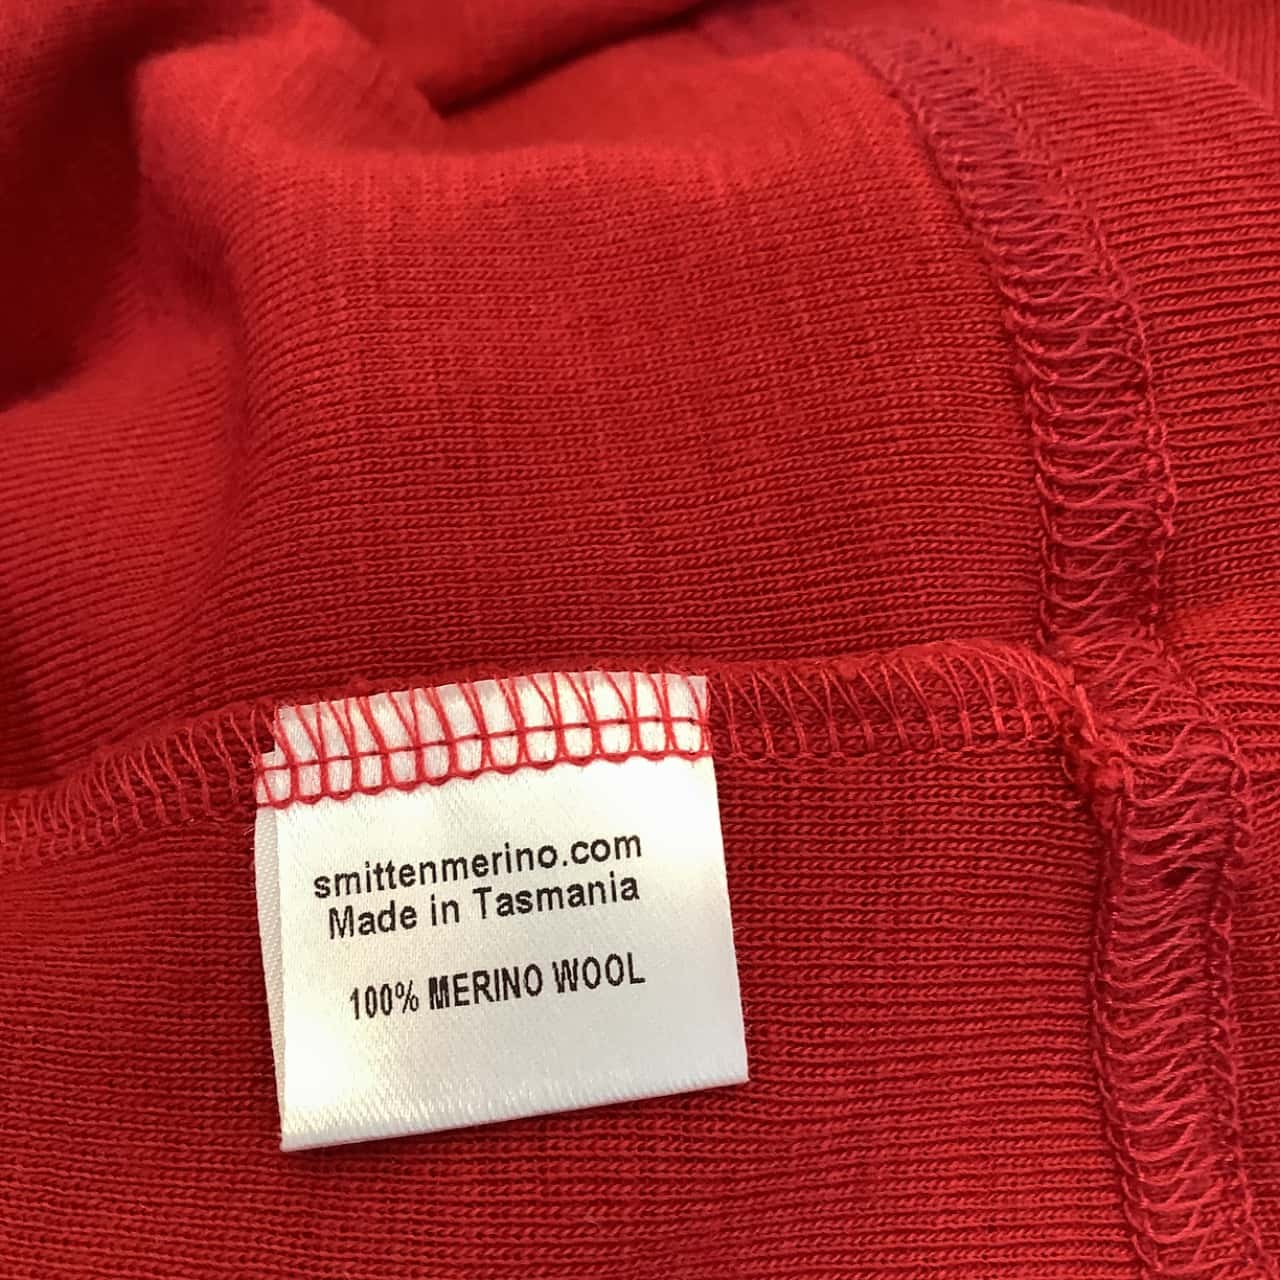 smittenmerino.com
Made in Tasmania
100% MERINO WOOL